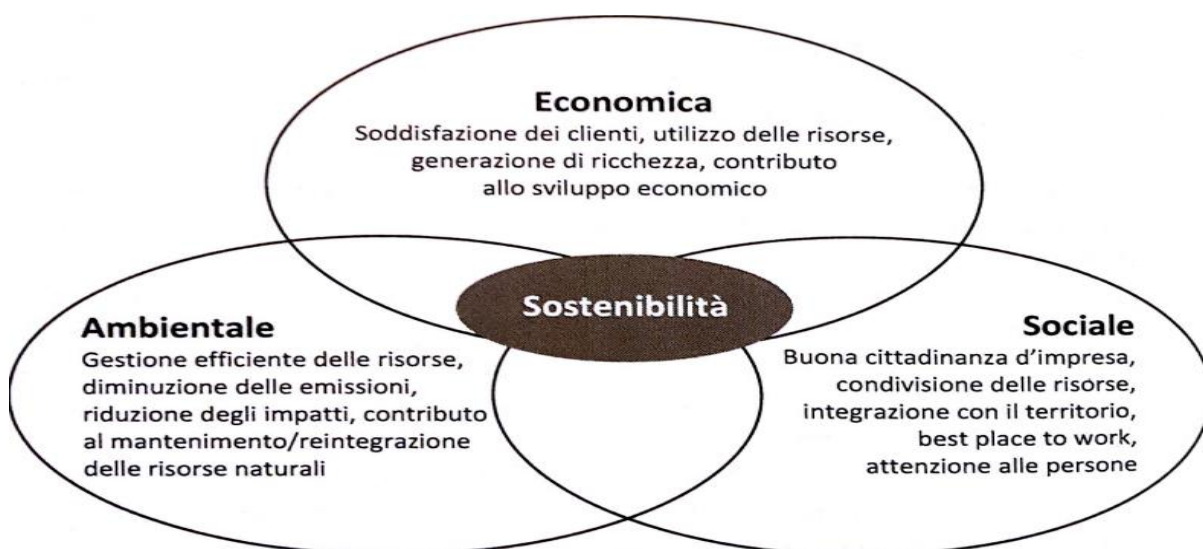 Economica
Soddisfazione dei clienti, utilizzo delle risorse,
generazione di ricchezza, contributo
allo sviluppo economico
Sostenibilità
Ambientale
Gestione efficiente delle risorse,
diminuzione delle emissioni,
riduzione degli impatti, contributo
al mantenimento/reintegrazione
delle risorse naturali
Sociale
Buona cittadinanza d'impresa,
condivisione delle risorse,
integrazione con il territorio,
best place to work,
attenzione alle persone